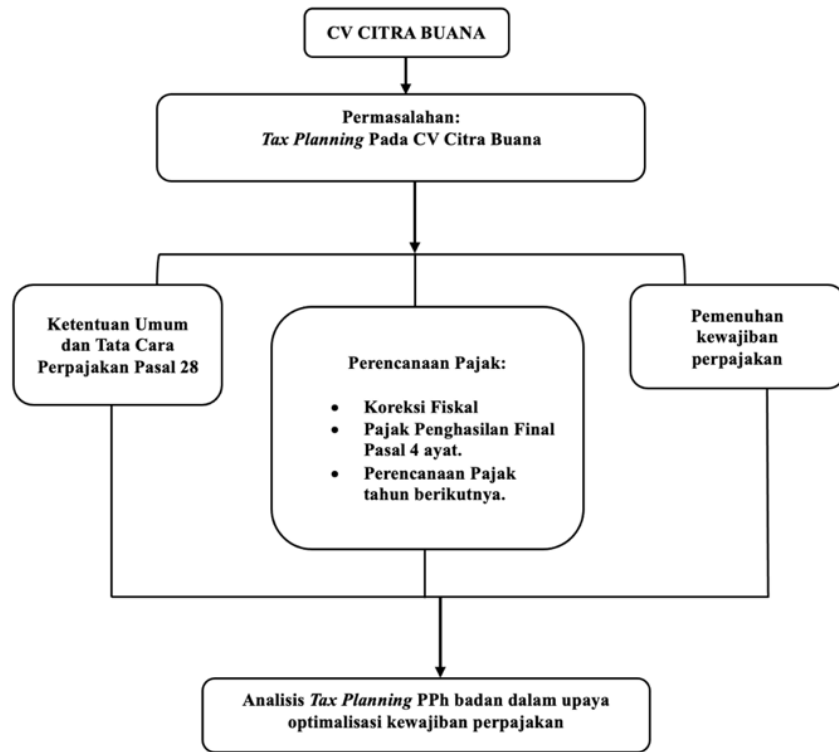 CV CITRA BUANA
Permasalahan:
Tax Planning Pada CV Citra Buana
Ketentuan Umum
dan Tata Cara
Perpajakan Pasal 28
Perencanaan Pajak:
• Koreksi Fiskal
• Pajak Penghasilan Final
Pasal 4 ayat.
• Perencanaan Pajak
tahun berikutnya.
Pemenuhan
kewajiban
perpajakan
Analisis Tax Planning PPh badan dalam upaya
optimalisasi kewajiban perpajakan